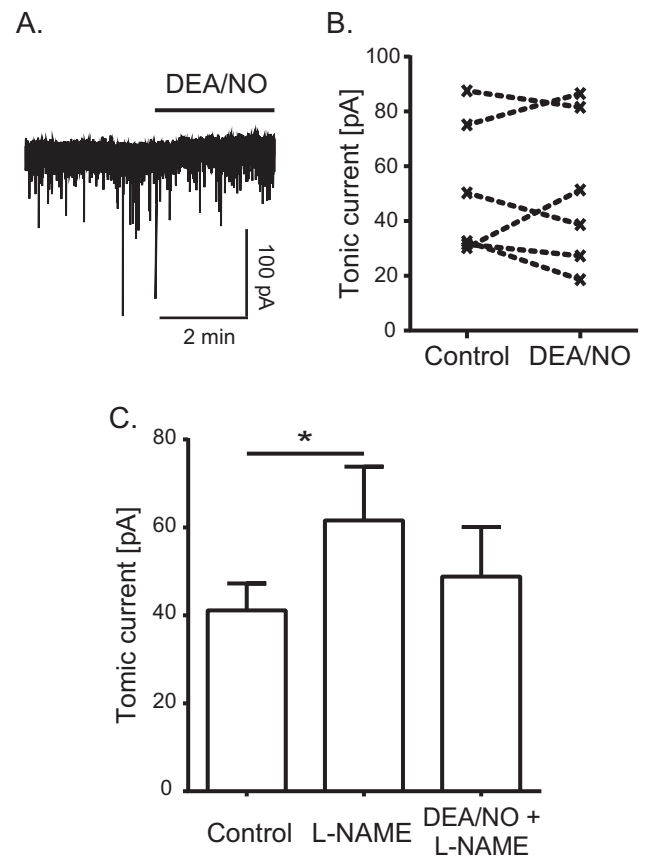 A.
DEA/NO
100 pA
2 min
B.
Tonic current [pA]
100
80
60
40
20
0
Control DEA/NO
C.
Tomic current [pA]
80
60
40
20
0
*
Control L-NAME DEA/NO +
L-NAME